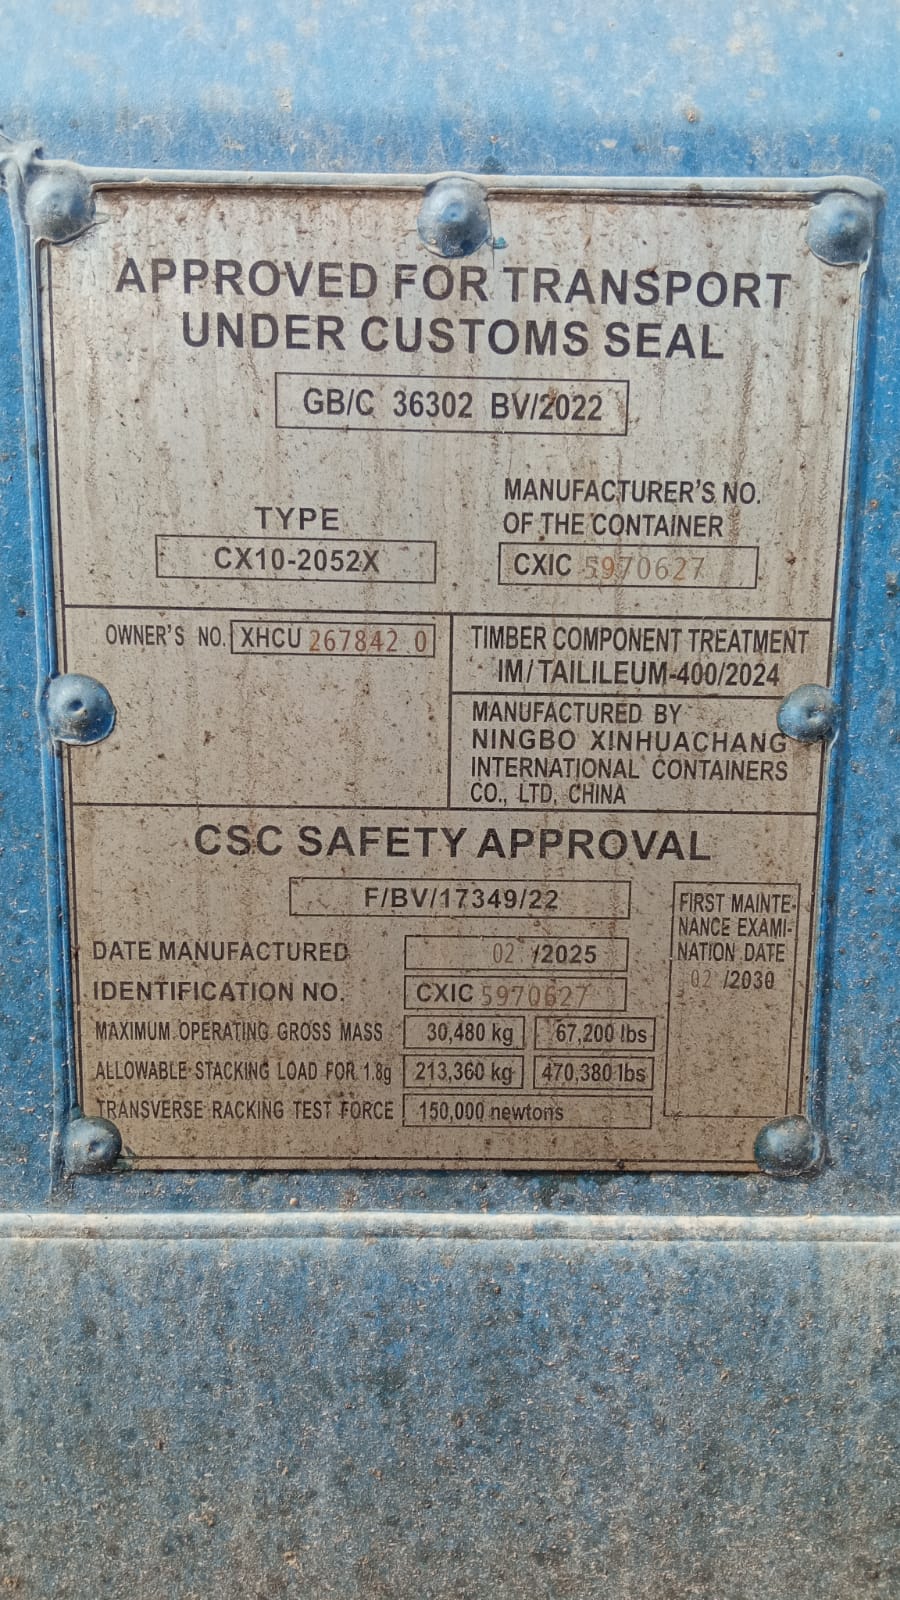 APPROVED FOR TRANSPORT
UNDER CUSTOMS SEAL
GB/C 36302 BV/2022
TYPE
CX10-2052X
MANUFACTURER'S NO.
OF THE CONTAINER
CXIC 5970627
OWNER'S NO. XHCU 267842 0
TIMBER COMPONENT TREATMENT
IM/TAILILEUM-400/2024
MANUFACTURED BY
NINGBO XINHUACHANG
INTERNATIONAL CONTAINERS
CO., LTD, CHINA
CSC SAFETY APPROVAL
F/BV/17349/22
DATE MANUFACTURED 02 /2025
IDENTIFICATION NO. CXIC 5970627
MAXIMUM OPERATING GROSS MASS 30,480 kg 67,200 lbs
ALLOWABLE STACKING LOAD FOR 1.8g 213,360 kg 470,380 lbs
TRANSVERSE RACKING TEST FORCE 150,000 newtons
FIRST MAINTE-
NANCE EXAMI-
NATION DATE
02 /2030